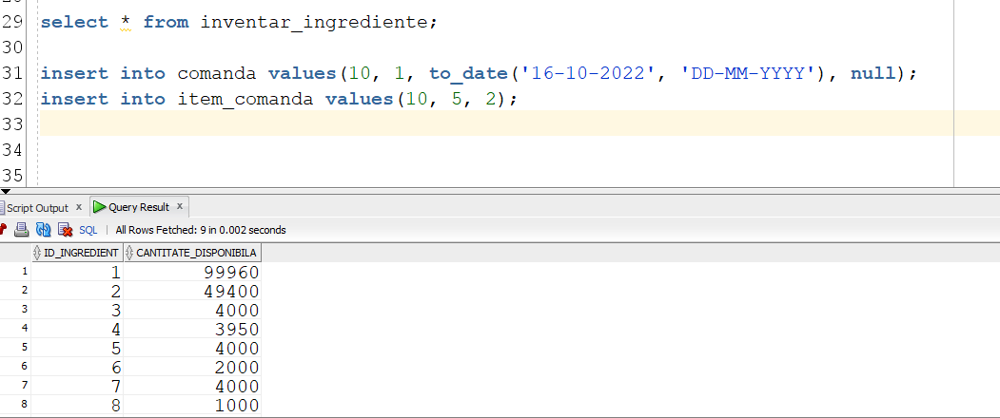 29 select * from inventar_ingrediente;
30
31 insert into comanda values(10, 1, to_date('16-10-2022', 'DD-MM-YYYY'), null);
32 insert into item_comanda values(10, 5, 2);
33
34
35
Script Output x Query Result x
SQL | All Rows Fetched: 9 in 0.002 seconds
ID_INGREDIENT CANTITATE_DISPONIBILA
1 1 99960
2 2 49400
3 3 4000
4 4 3950
5 5 4000
6 6 2000
7 7 4000
8 8 1000